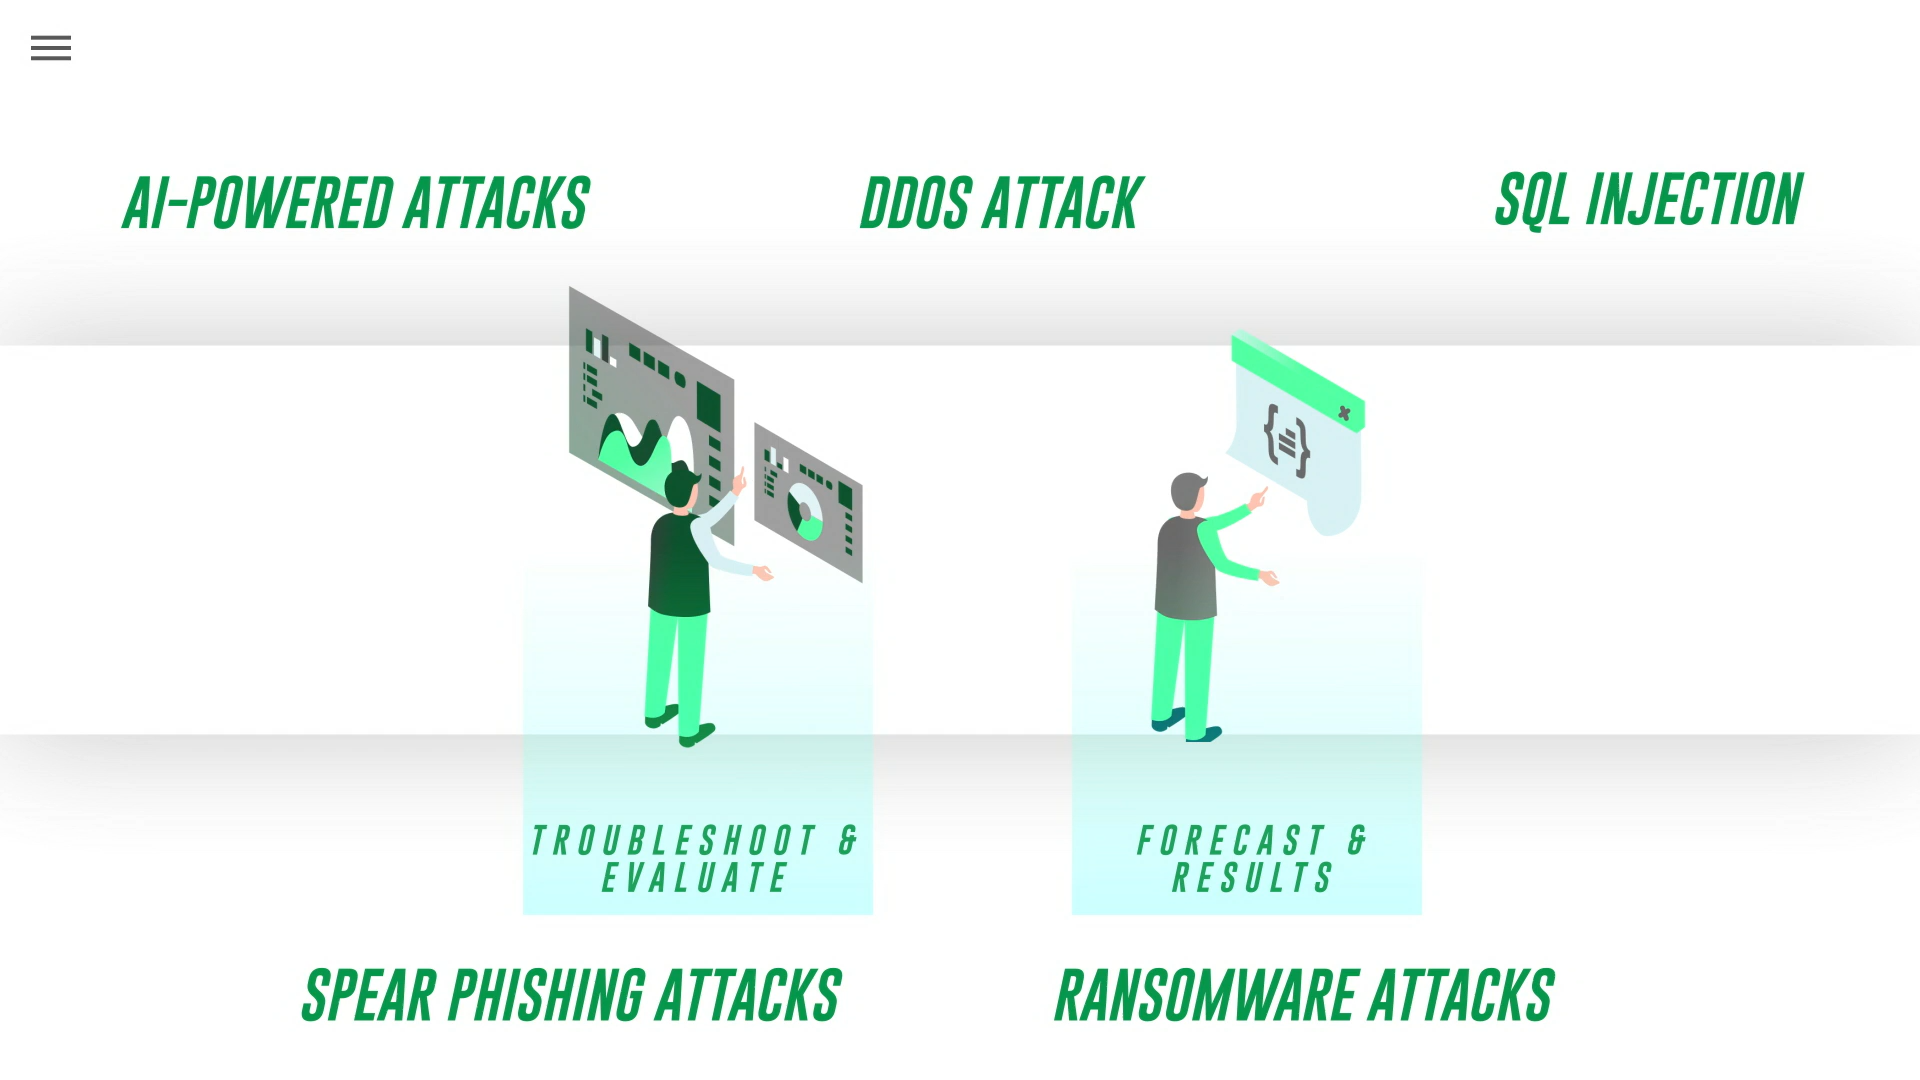 AI-POWERED ATTACKS
DDOS ATTACK
SQL INJECTION
{ }
TROUBLESHOOT &
EVALUATE
FORECAST &
RESULTS
SPEAR PHISHING ATTACKS
RANSOMWARE ATTACKS